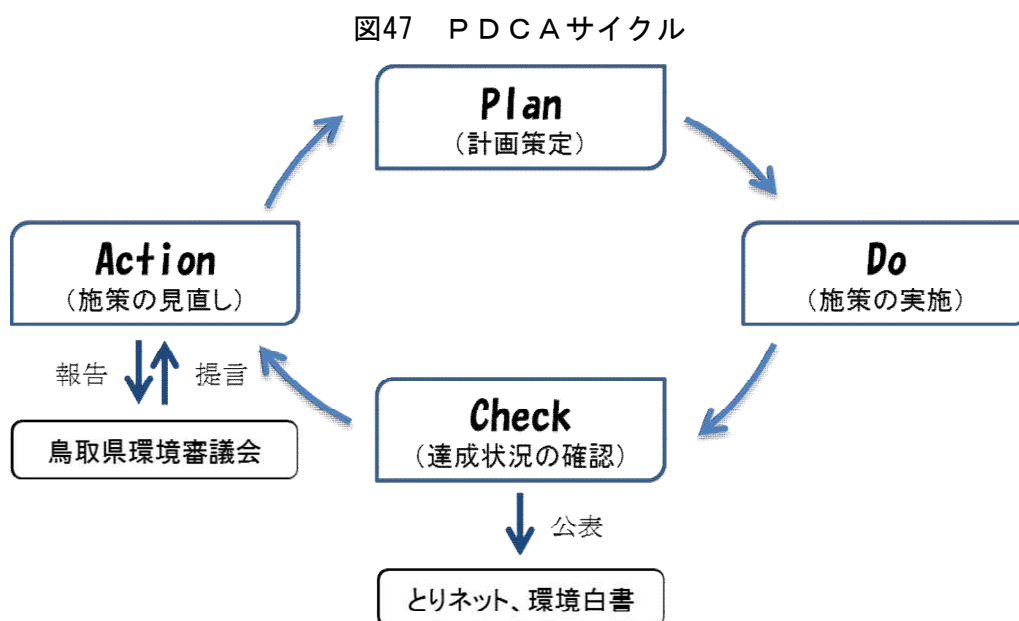 図47　ＰＤＣＡサイクル
Plan
（計画策定）
Action
（施策の見直し）
Do
（施策の実施）
報告
提言
Check
（達成状況の確認）
鳥取県環境審議会
公表
とりネット、環境白書